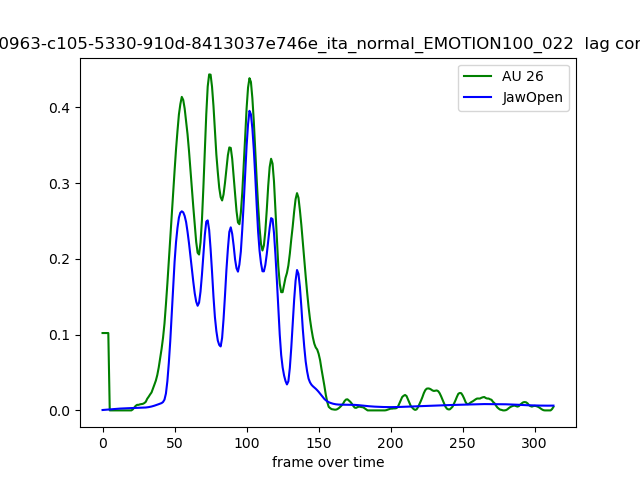 0963-c105-5330-910d-8413037e746e_ita_normal_EMOTION100_022 lag cor
AU 26
JawOpen
0.4
0.3
0.2
0.1
0.0
0 50 100 150 200 250 300
frame over time